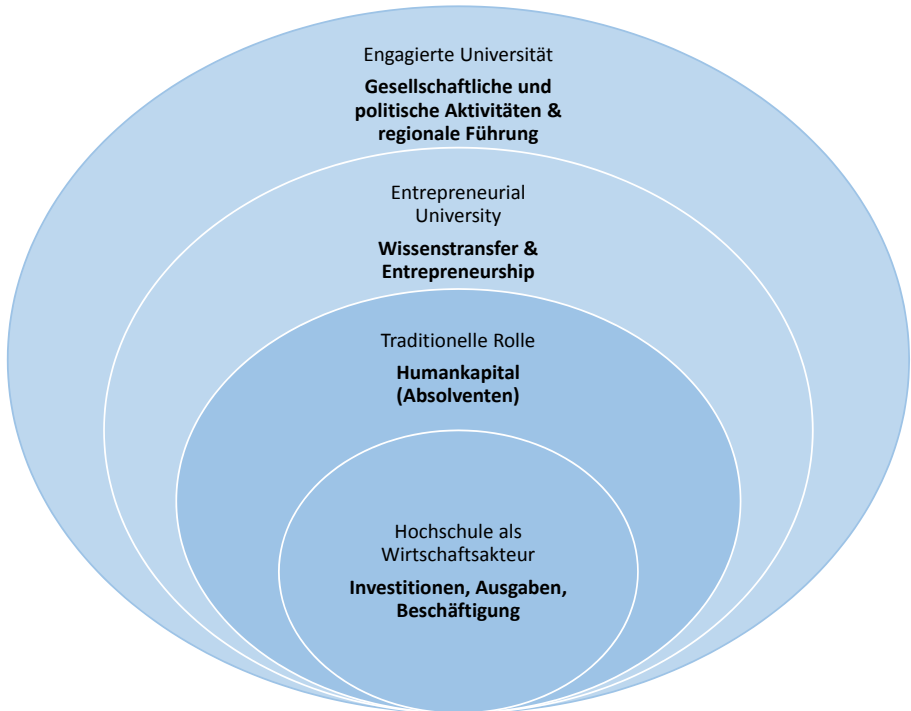 Engagierte Universität
Gesellschaftliche und
politische Aktivitäten &
regionale Führung
Entrepreneurial
University
Wissenstransfer &
Entrepreneurship
Traditionelle Rolle
Humankapital
(Absolventen)
Hochschule als
Wirtschaftsakteur
Investitionen, Ausgaben,
Beschäftigung